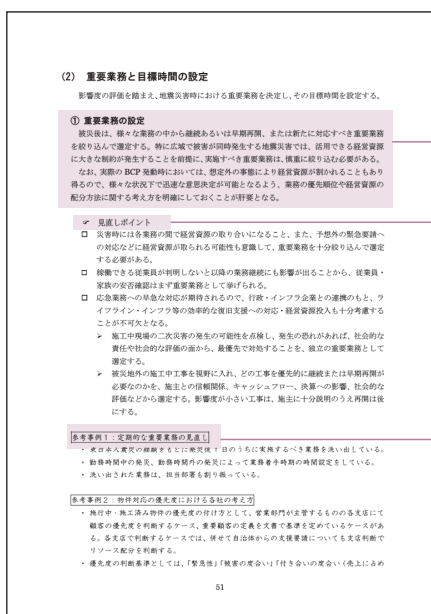 (2) 重要業務と目標時間の設定
影響度の評価を踏まえ、地震災害時における重要業務を決定し、その目標時間を設定する。
① 重要業務の設定
被災後は、様々な業務の中から継続あるいは早期再開、または新たに対応すべき重要業務
を絞り込んで選定する。特に広域で被害が同時発生する地震災害では、活用できる経営資源
に大きな制約が発生することを前提に、実施すべき重要業務は、慎重に絞り込む必要がある。
なお、実際の BCP 発動時においては、想定外の事態により経営資源が割かれることもあり
得るので、様々な状況下で迅速な意思決定が可能となるよう、業務の優先順位や経営資源の
配分方法に関する考え方を明確にしておくことが肝要となる。
☞ 見直しポイント
□ 災害時には各業務の間で経営資源の取り合いになること、また、予想外の緊急要請へ
の対応などに経営資源が取られる可能性も意識して、重要業務を十分絞り込んで選定
する必要がある。
□ 稼働できる従業員が判明しないと以降の業務継続にも影響が出ることから、従業員・
家族の安否確認はまず重要業務として挙げられる。
□ 応急業務への早急な対応が期待されるので、行政・インフラ企業との連携のもと、ラ
イフライン・インフラ等の効率的な復旧支援への対応・経営資源投入も十分考慮するこ
とが不可欠となる。
➢ 施工中現場の二次災害の発生の可能性を点検し、発生の恐れがあれば、社会的な
責任や社会的な評価の面から、最優先で対処することを、独立の重要業務として
選定する。
➢ 被災地外の施工中工事を視野に入れ、どの工事を優先的に継続または早期再開が
必要なのかを、施主との信頼関係、キャッシュフロー、決算への影響、社会的な
評価などから選定する。影響度が小さい工事は、施主に十分説明のうえ再開は後
にする。
参考事例1：定期的な重要業務の見直し
・ 東日本大震災の経験をもとに発災後 1 日のうちに実施すべき業務を洗い出している。
・ 勤務時間中の発災、勤務時間外の発災によって業務着手時期の時間設定をしている。
・ 洗い出された業務は、担当部署を割り振っている。
参考事例2：物件対応の優先度における各社の考え方
・ 施行中・施工済み物件の優先度の付け方として、営業部門が主管するものの各支店にて
顧客の優先度を判断するケース、重要顧客の定義を文書で基準を定めているケースがあ
る。各支店で判断するケースでは、併せて自治体からの支援要請についても支店判断で
リソース配分を判断する。
・ 優先度の判断基準としては、「緊急性」「被害の度合い」「付き合いの度合い（売上に占め
51